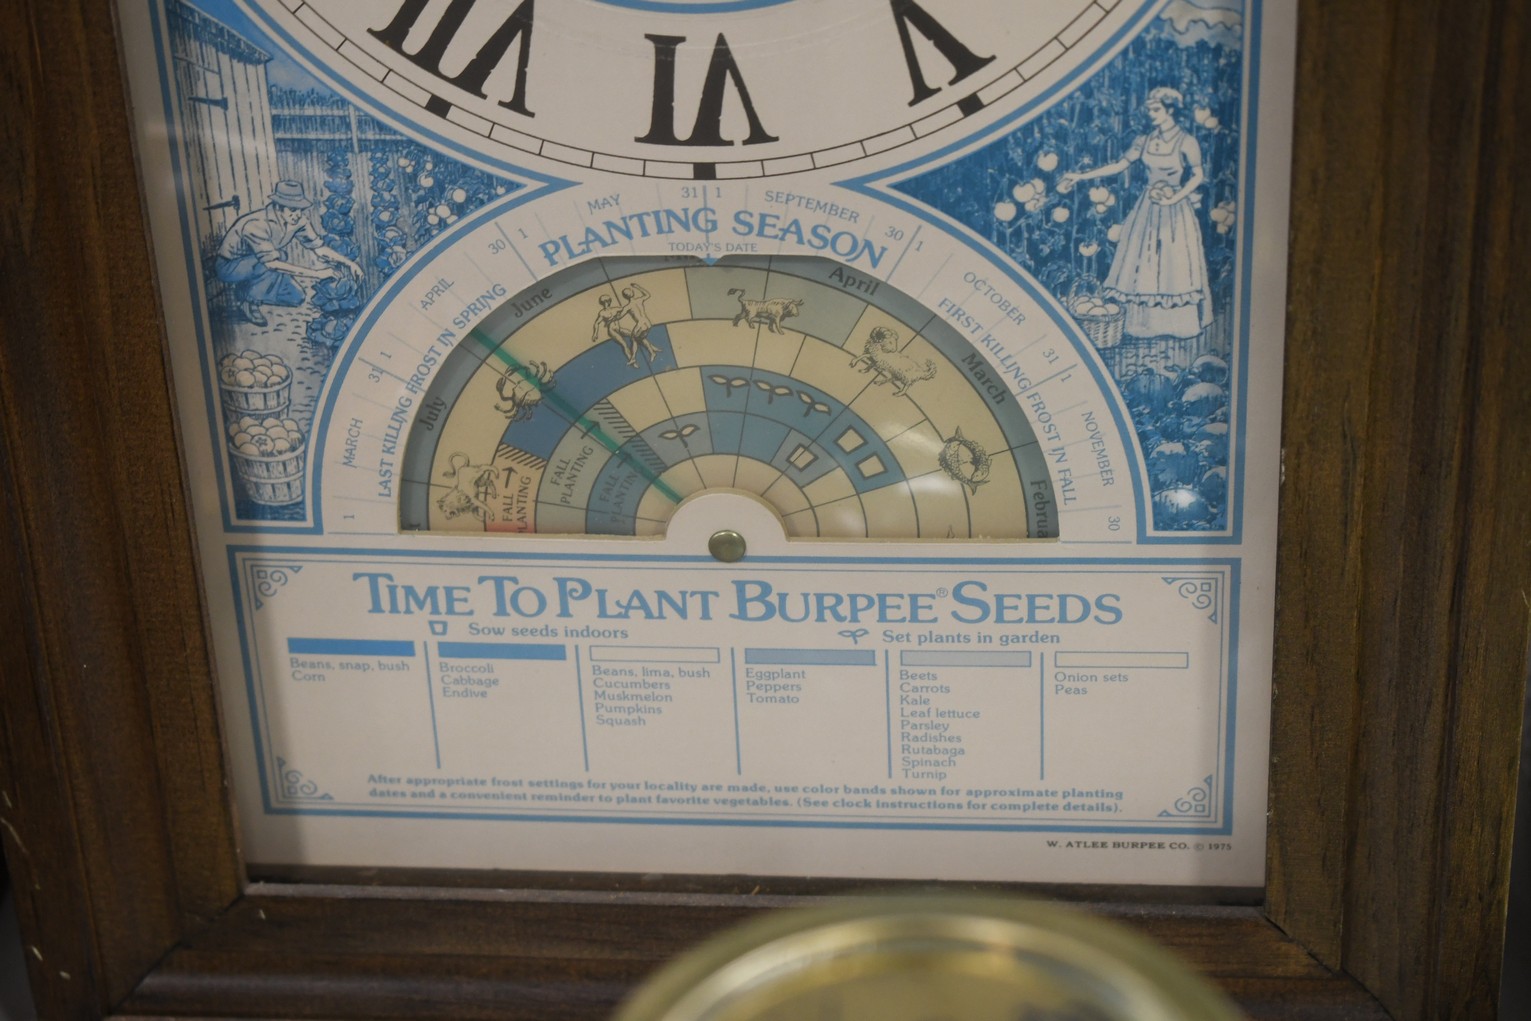 VII VI V
MARCH APRIL MAY SEPTEMBER OCTOBER NOVEMBER
1 31 1 30 1 31 1 30 1 31 1 30
PLANTING SEASON
TODAY'S DATE
LAST KILLING FROST IN SPRING
FIRST KILLING FROST IN FALL
July June April March
FALL
PLANTING
FALL
PLANTING
FALL
PLANTING
TIME TO PLANT BURPEE® SEEDS
Sow seeds indoors
Set plants in garden
Beans, snap, bush
Corn
Broccoli
Cabbage
Endive
Beans, lima, bush
Cucumbers
Muskmelon
Pumpkins
Squash
Eggplant
Peppers
Tomato
Beets
Carrots
Kale
Leaf lettuce
Parsley
Radishes
Rutabaga
Spinach
Turnip
Onion sets
Peas
After appropriate frost settings for your locality are made, use color bands shown for approximate planting
dates and a convenient reminder to plant favorite vegetables. (See clock instructions for complete details).
W. ATLEE BURPEE CO. © 1975